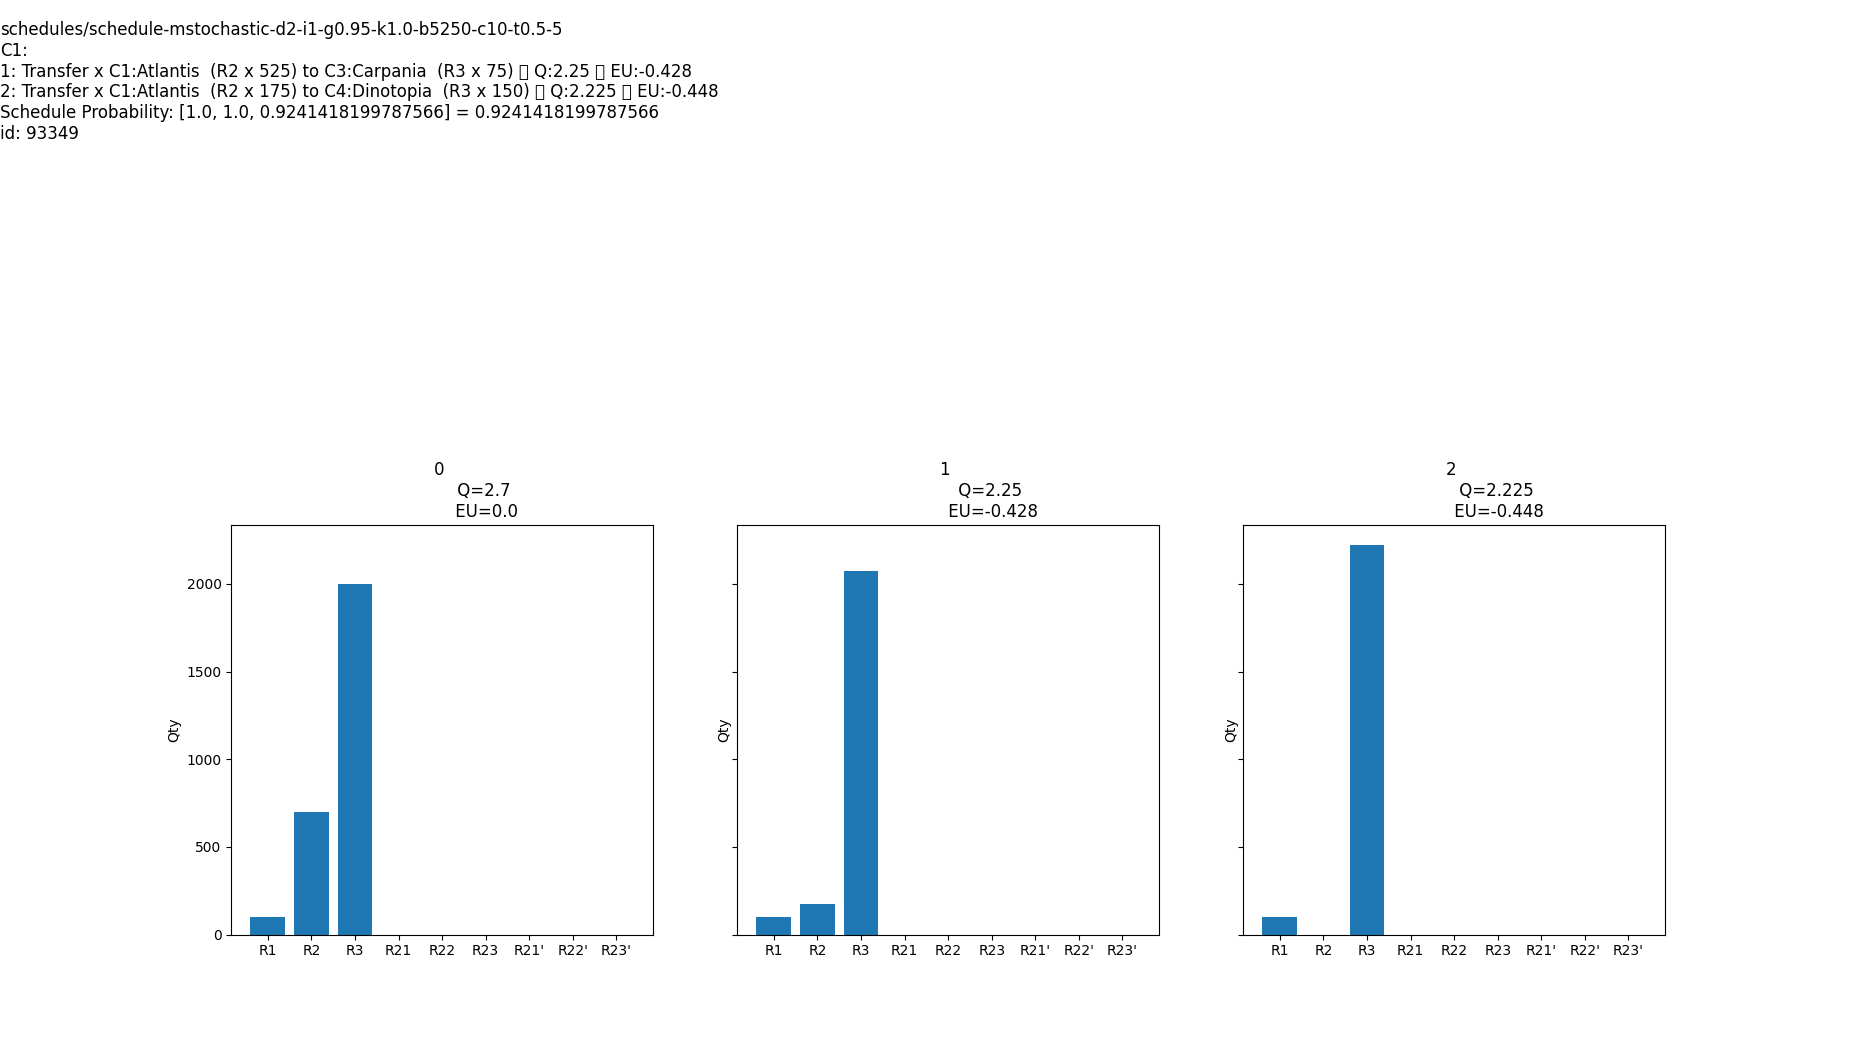 schedules/schedule-mstochastic-d2-i1-g0.95-k1.0-b5250-c10-t0.5-5
C1:
1: Transfer x C1:Atlantis  (R2 x 525) to C3:Carpania  (R3 x 75) ▯ Q:2.25 ▯ EU:-0.428
2: Transfer x C1:Atlantis  (R2 x 175) to C4:Dinotopia  (R3 x 150) ▯ Q:2.225 ▯ EU:-0.448
Schedule Probability: [1.0, 1.0, 0.9241418199787566] = 0.9241418199787566
id: 93349
0
Q=2.7
EU=0.0
Qty
2000
1500
1000
500
0
R1 R2 R3 R21 R22 R23 R21' R22' R23'
1
Q=2.25
EU=-0.428
Qty
R1 R2 R3 R21 R22 R23 R21' R22' R23'
2
Q=2.225
EU=-0.448
Qty
R1 R2 R3 R21 R22 R23 R21' R22' R23'